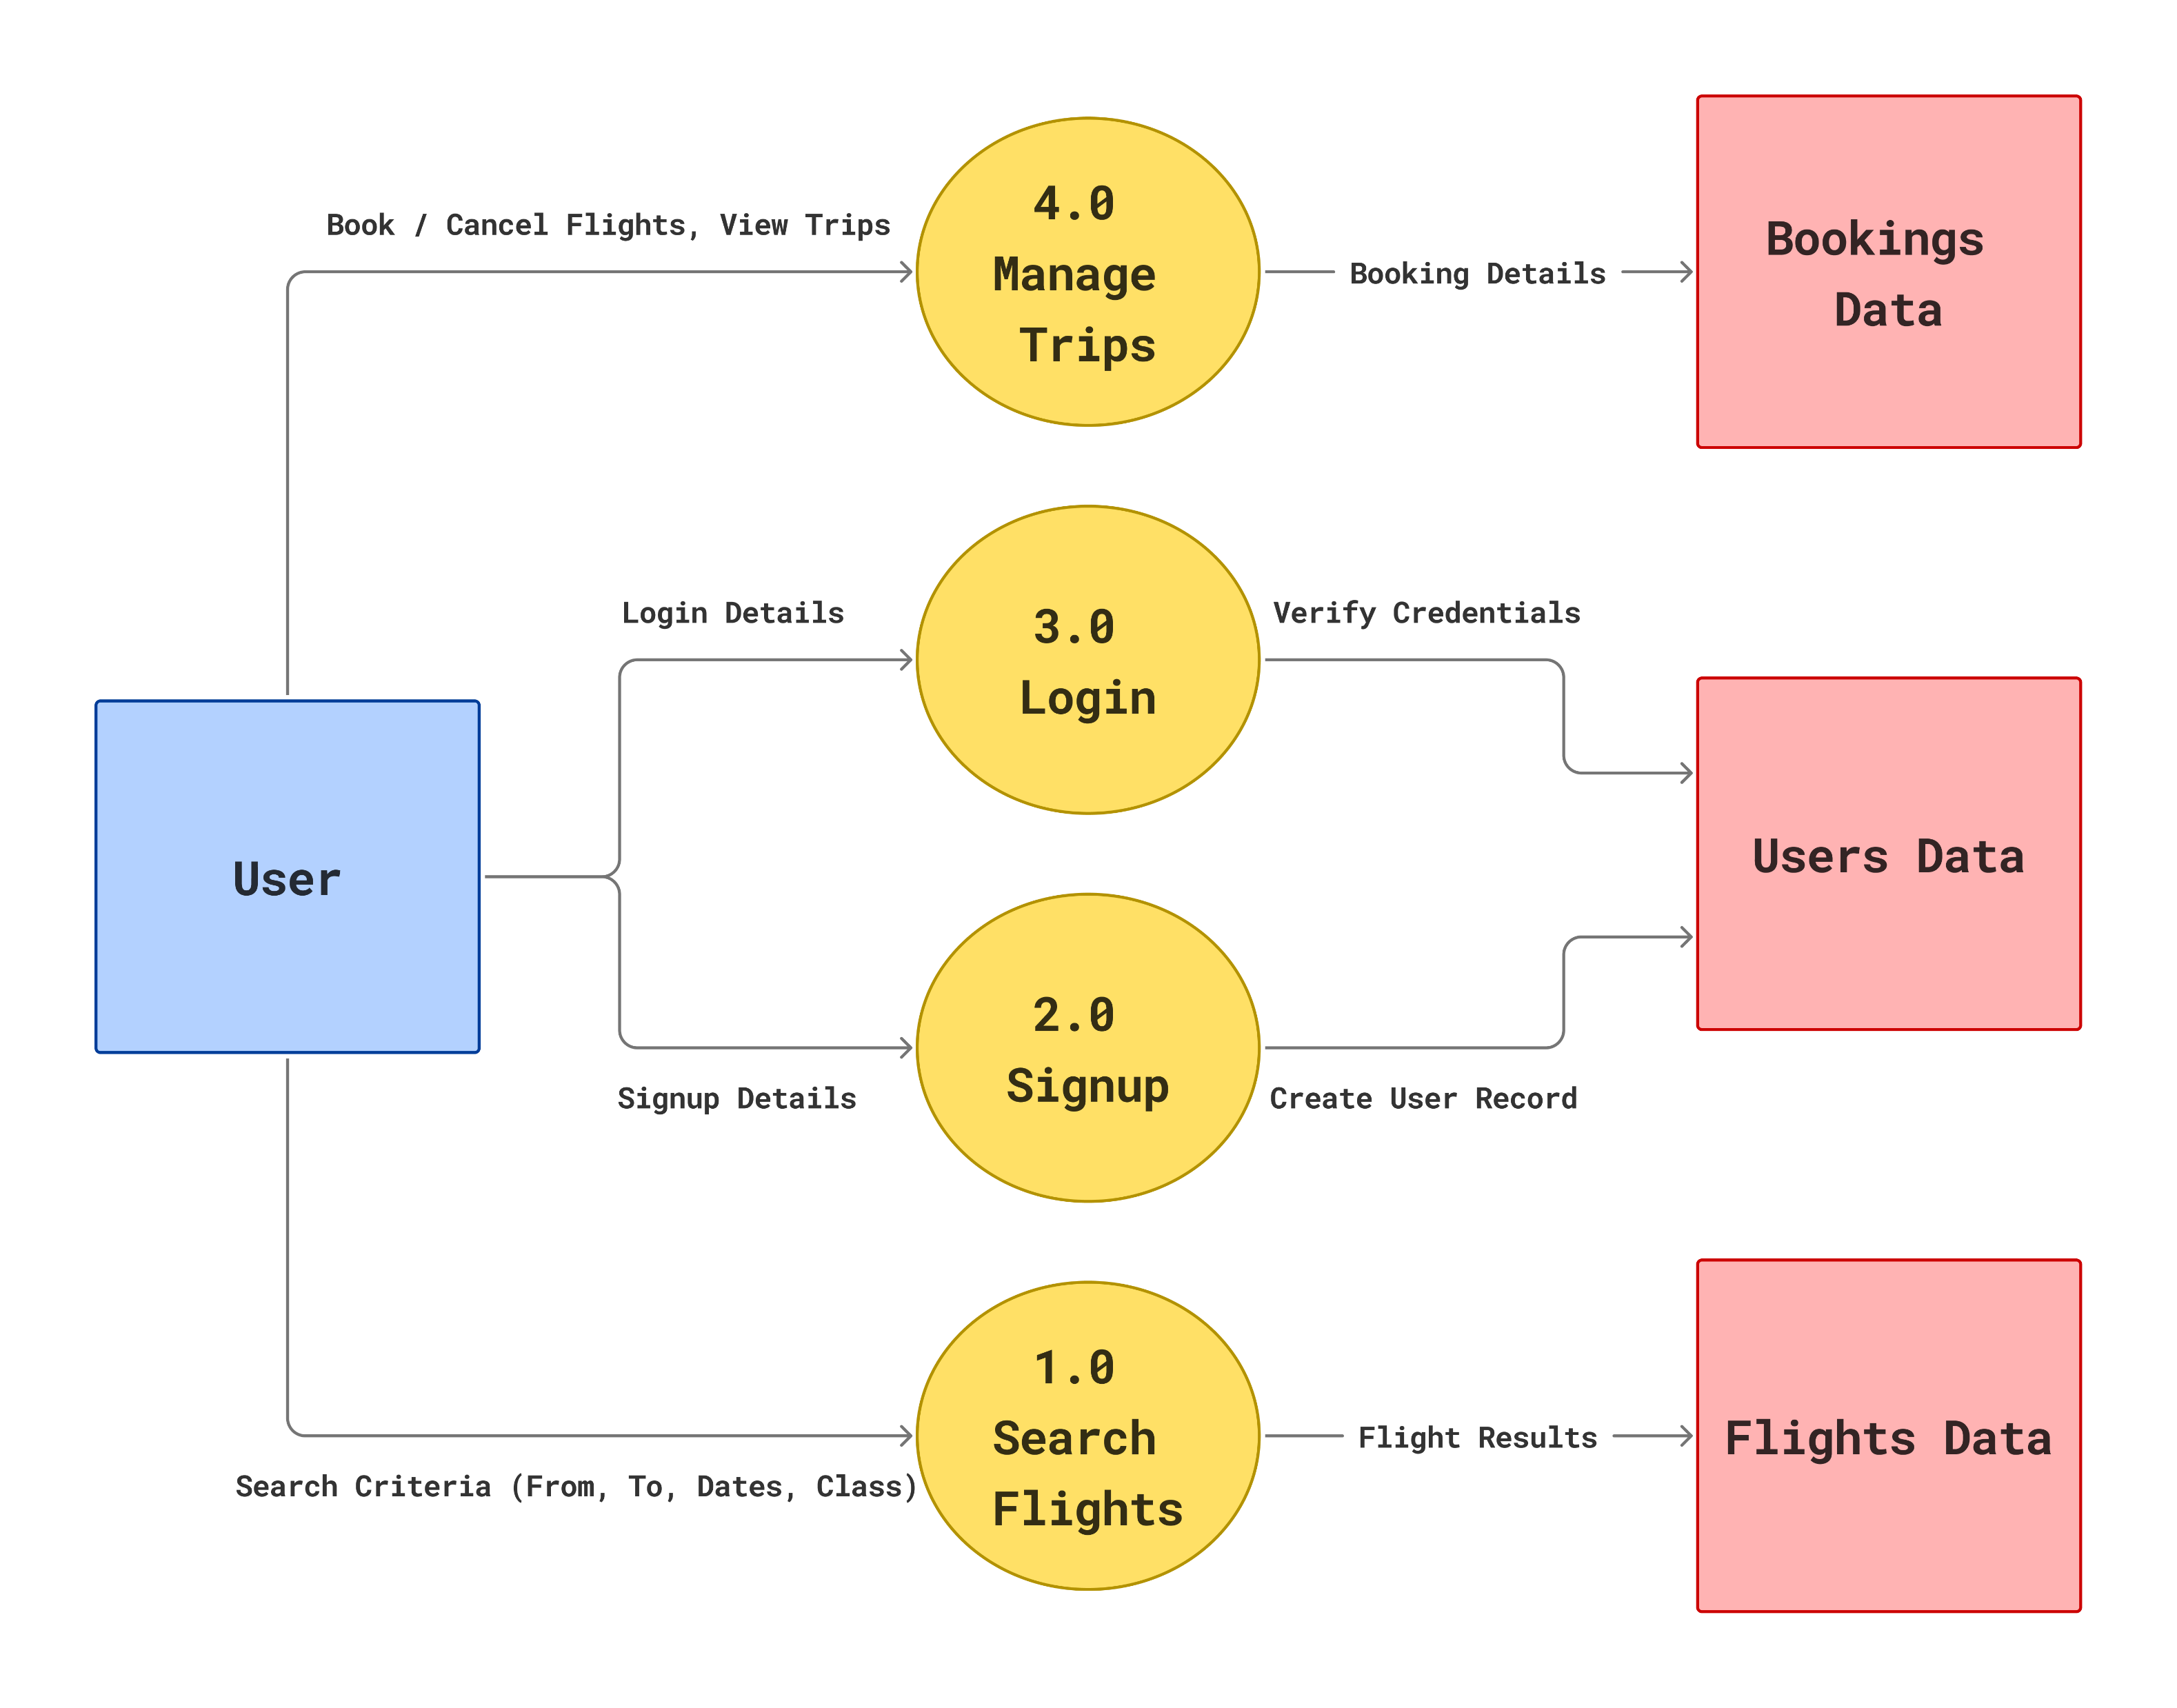 Book / Cancel Flights, View Trips
4.0
Manage
Trips
Booking Details
Bookings
Data
Login Details
3.0
Login
Verify Credentials
User
Users Data
2.0
Signup
Signup Details
Create User Record
1.0
Search
Flights
Search Criteria (From, To, Dates, Class)
Flight Results
Flights Data